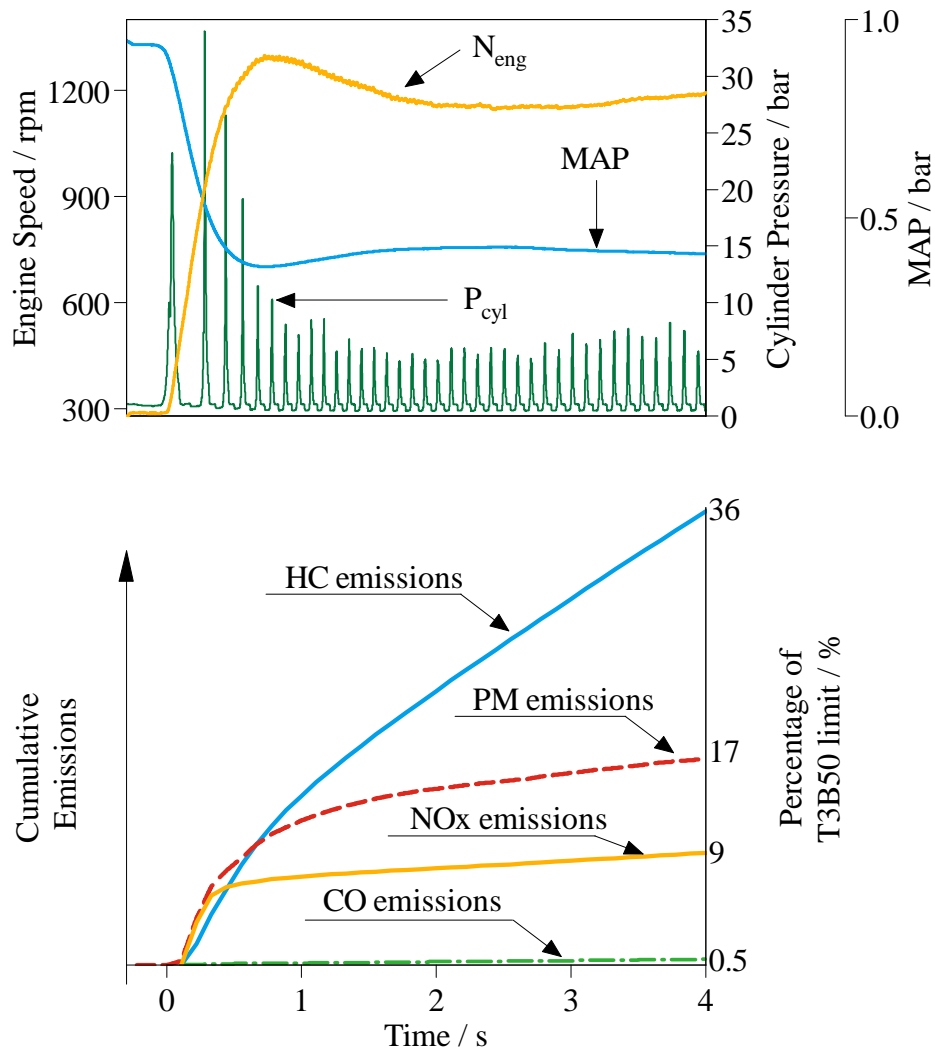 Engine Speed / rpm
1200
900
600
300
N_eng
MAP
P_cyl
35
30
25
20
15
10
5
0
Cylinder Pressure / bar
1.0
0.5
0.0
MAP / bar
Cumulative
Emissions
HC emissions
PM emissions
NOx emissions
CO emissions
36
17
9
0.5
Percentage of
T3B50 limit / %
0
1
2
3
4
Time / s